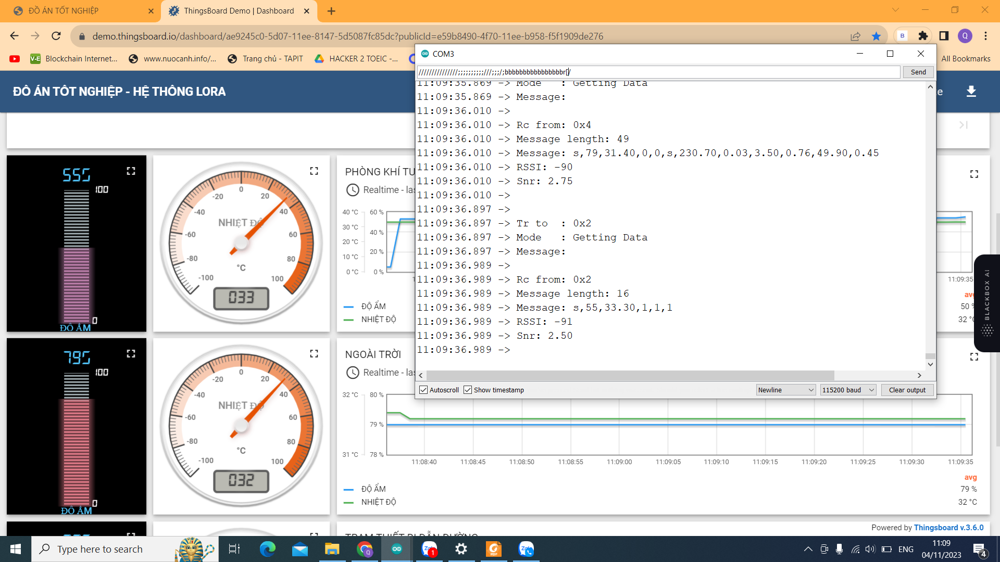 ĐỒ ÁN TỐT NGHIỆP
ThingsBoard Demo | Dashboard
demo.thingsboard.io/dashboard/ae9245c0-5d07-11ee-8147-5d5087fc85dc?publicId=e59b8490-4f70-11ee-b958-f5f1909de276
B
Q
V-E
Blockchain Internet...
www.nuocanh.info/...
Trang chủ - TAPIT
HACKER 2 TOEIC -...
All Bookmarks
ĐỒ ÁN TỐT NGHIỆP - HỆ THỐNG LORA
e
COM3
Send
11:09:35.869 -> Mode   : Getting Data
11:09:35.869 -> Message:
11:09:36.010 ->
11:09:36.010 -> Rc from: 0x4
11:09:36.010 -> Message length: 49
11:09:36.010 -> Message: s,79,31.40,0,0,s,230.70,0.03,3.50,0.76,49.90,0.45
11:09:36.010 -> RSSI: -90
11:09:36.010 -> Snr: 2.75
11:09:36.010 ->
11:09:36.897 ->
11:09:36.897 -> Tr to  : 0x2
11:09:36.897 -> Mode   : Getting Data
11:09:36.897 -> Message:
11:09:36.989 ->
11:09:36.989 -> Rc from: 0x2
11:09:36.989 -> Message length: 16
11:09:36.989 -> Message: s,55,33.30,1,1,1
11:09:36.989 -> RSSI: -91
11:09:36.989 -> Snr: 2.50
11:09:36.989 ->
Autoscroll
Show timestamp
Newline
115200 baud
Clear output
100
0
ĐỘ ẨM
-100
-80
-60
-40
-20
0
20
40
60
80
100
NHIỆT ĐỘ
°C
033
PHÒNG KHÍ TƯ
Realtime - las
40 °C
30 °C
20 °C
10 °C
0 °C
60 %
40 %
20 %
0 %
11:09:35
avg
ĐỘ ẨM
50 %
NHIỆT ĐỘ
32 °C
BLACKBOX AI
100
0
ĐỘ ẨM
-100
-80
-60
-40
-20
0
20
40
60
80
100
NHIỆT ĐỘ
°C
032
NGOÀI TRỜI
Realtime - las
32 °C
31 °C
80 %
79 %
78 %
11:08:40
11:08:45
11:08:50
11:08:55
11:09:00
11:09:05
11:09:10
11:09:15
11:09:20
11:09:25
11:09:30
11:09:35
avg
ĐỘ ẨM
79 %
NHIỆT ĐỘ
32 °C
TRẠM THIẾT BỊ DẪN ĐƯỜNG
Powered by Thingsboard v.3.6.0
Type here to search
Q
Zalo
1
PDF
ENG
11:09
04/11/2023
4